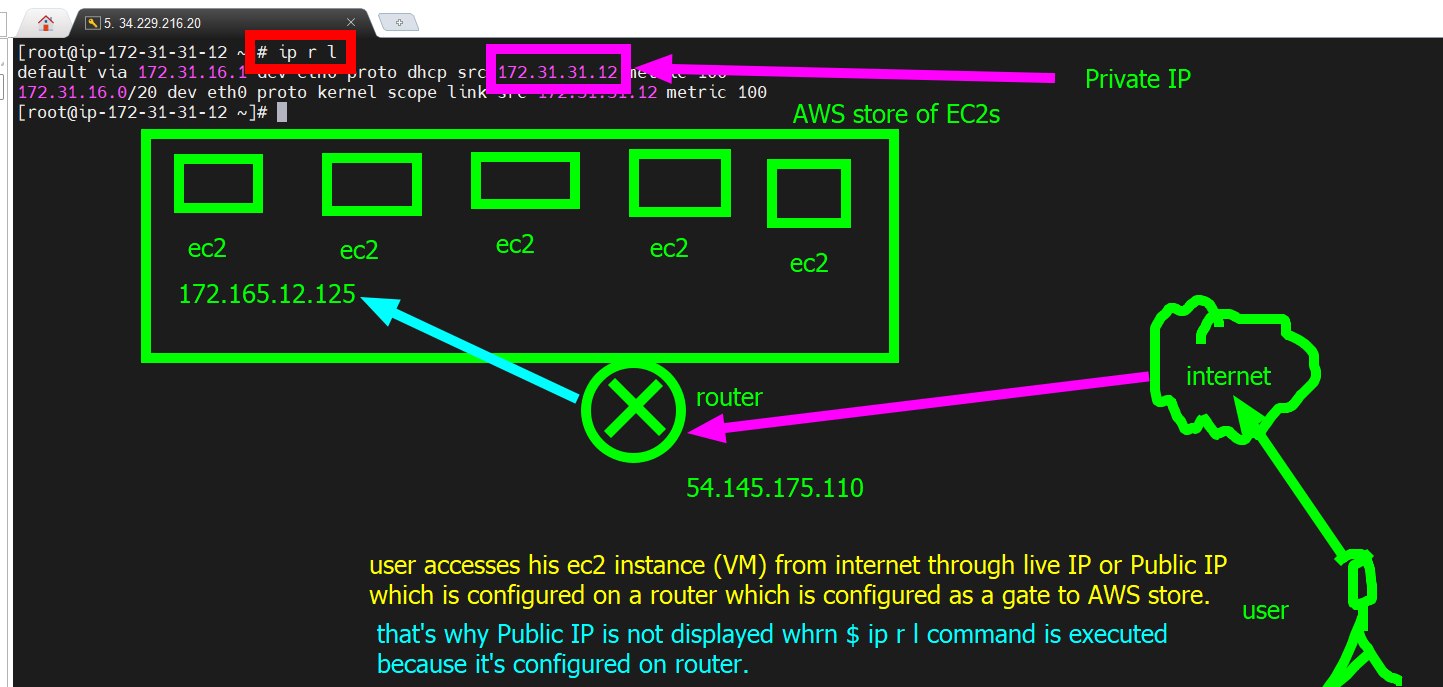 5. 34.229.216.20
[root@ip-172-31-31-12 ~ # ip r l
default via 172.31.16.1 dev eth0 proto dhcp src 172.31.31.12 metric 100
172.31.16.0/20 dev eth0 proto kernel scope link src 172.31.31.12 metric 100
[root@ip-172-31-31-12 ~]#
Private IP
AWS store of EC2s
ec2 ec2 ec2 ec2 ec2
172.165.12.125
internet
router
54.145.175.110
user accesses his ec2 instance (VM) from internet through live IP or Public IP
which is configured on a router which is configured as a gate to AWS store.
user
that's why Public IP is not displayed whrn $ ip r l command is executed
because it's configured on router.